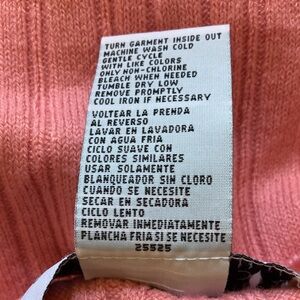 TURN GARMENT INSIDE OUT
MACHINE WASH COLD
GENTLE CYCLE
WITH LIKE COLORS
ONLY NON-CHLORINE
BLEACH WHEN NEEDED
TUMBLE DRY LOW
REMOVE PROMPTLY
COOL IRON IF NECESSARY
VOLTEAR LA PRENDA
AL REVERSO
LAVAR EN LAVADORA
CON AGUA FRIA
CICLO SUAVE CON
COLORES SIMILARES
USAR SOLAMENTE
BLANQUEADOR SIN CLORO
CUANDO SE NECESITE
SECAR EN SECADORA
CICLO LENTO
REMOVAR INMEDIATAMENTE
PLANCHA FRIA SI SE NECESITE
25525